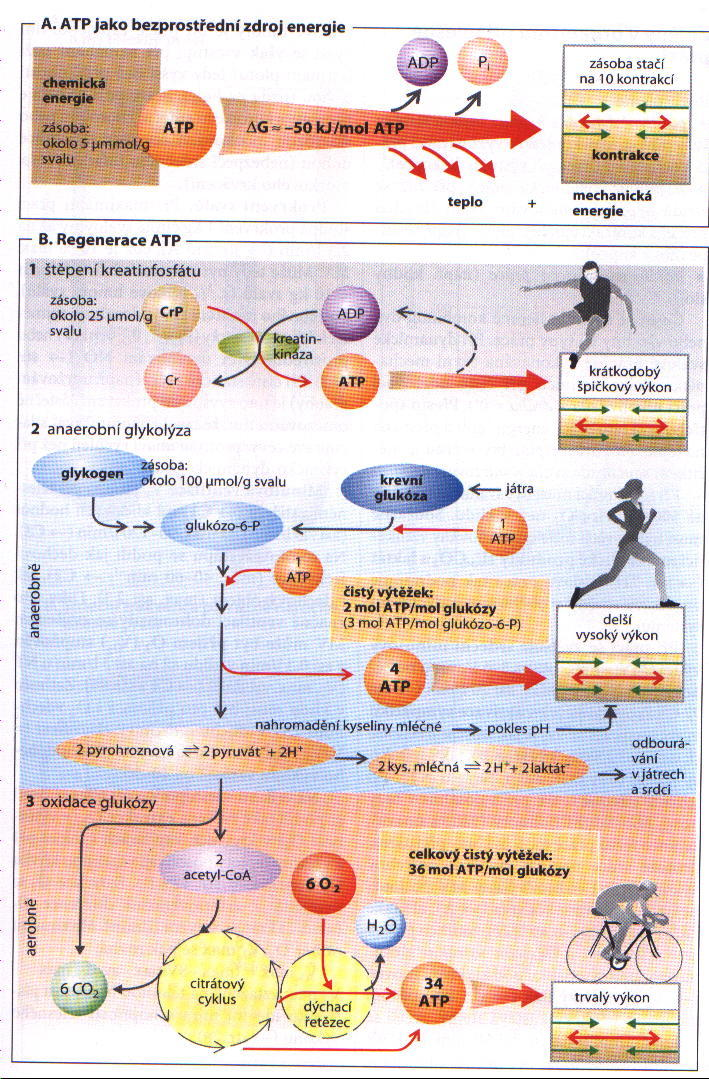 A. ATP jako bezprostřední zdroj energie
chemická
energie
zásoba:
okolo 5 μmmol/g
svalu
ATP
ΔG ≈ –50 kJ/mol ATP
ADP
Pi
teplo
+
mechanická
energie
zásoba stačí
na 10 kontrakcí
kontrakce
B. Regenerace ATP
1 štěpení kreatinfosfátu
zásoba:
okolo 25 μmol/g
svalu
CrP
ADP
kreatin-
kináza
Cr
ATP
krátkodobý
špičkový výkon
2 anaerobní glykolýza
glykogen
zásoba:
okolo 100 μmol/g svalu
krevní
glukóza
játra
glukózo-6-P
1
ATP
1
ATP
anaerobně
čistý výtěžek:
2 mol ATP/mol glukózy
(3 mol ATP/mol glukózo-6-P)
delší
vysoký výkon
4
ATP
nahromadění kyseliny mléčné
pokles pH
2 pyrohroznová ⇌ 2 pyruvát⁻ + 2H⁺
2 kys. mléčná ⇌ 2 H⁺ + 2 laktát⁻
odbourá-
vání
v játrech
a srdci
3 oxidace glukózy
2
acetyl-CoA
6 O₂
celkový čistý výtěžek:
36 mol ATP/mol glukózy
H₂O
aerobně
6 CO₂
citrátový
cyklus
dýchací
řetězec
34
ATP
trvalý výkon